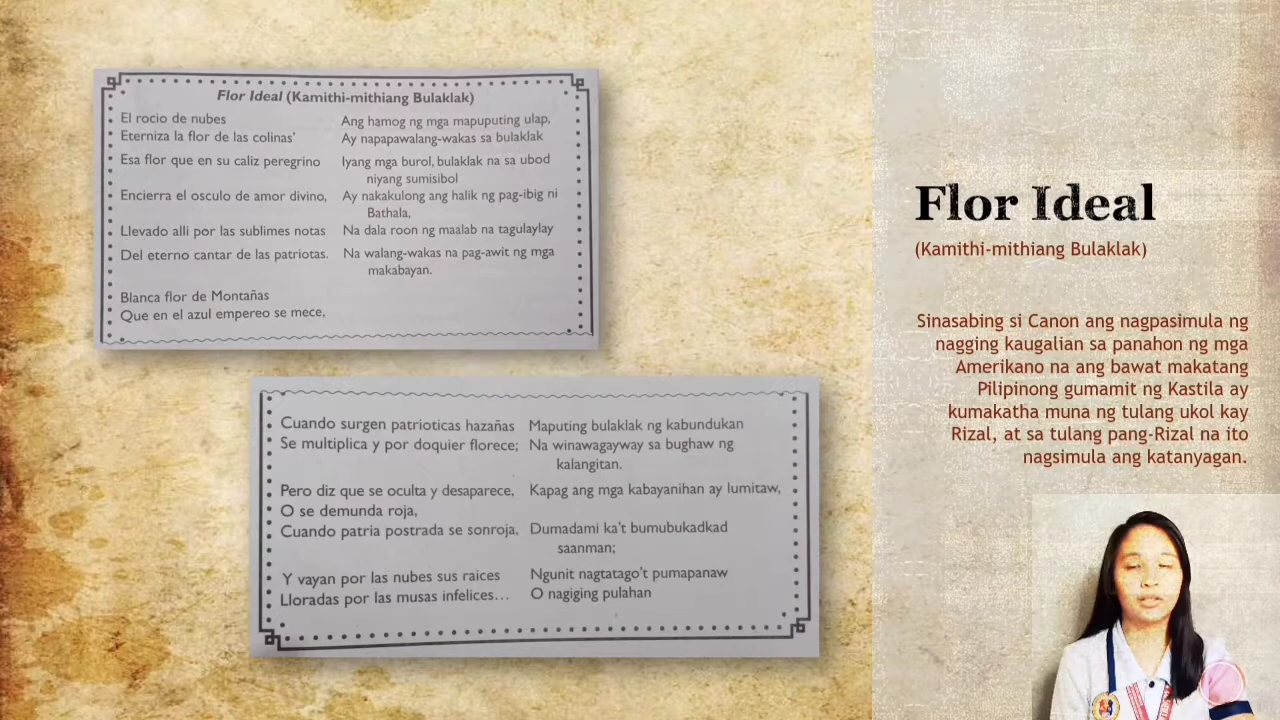 Flor Ideal (Kamithi-mithiang Bulaklak)
El rocio de nubes
Eterniza la flor de las colinas'
Esa flor que en su caliz peregrino
Encierra el osculo de amor divino,
Llevado alli por las sublimes notas
Del eterno cantar de las patriotas.
Blanca flor de Montañas
Que en el azul empereo se mece,
Ang hamog ng mga mapuputing ulap,
Ay napapawalang-wakas sa bulaklak
Iyang mga burol, bulaklak na sa ubod
niyang sumisibol
Ay nakakulong ang halik ng pag-ibig ni
Bathala,
Na dala roon ng maalab na tagulaylay
Na walang-wakas na pag-awit ng mga
makabayan.
Cuando surgen patrioticas hazañas
Se multiplica y por doquier florece;
Pero diz que se oculta y desaparece,
O se demunda roja,
Cuando patria postrada se sonroja,
Y vayan por las nubes sus raices
Lloradas por las musas infelices...
Maputing bulaklak ng kabundukan
Na winawagayway sa bughaw ng
kalangitan.
Kapag ang mga kabayanihan ay lumitaw,
Dumadami ka't bumubukadkad
saanman;
Ngunit nagtatago't pumapanaw
O nagiging pulahan
Flor Ideal
(Kamithi-mithiang Bulaklak)
Sinasabing si Canon ang nagpasimula ng
nagging kaugalian sa panahon ng mga
Amerikano na ang bawat makatang
Pilipinong gumamit ng Kastila ay
kumakatha muna ng tulang ukol kay
Rizal, at sa tulang pang-Rizal na ito
nagsimula ang katanyagan.